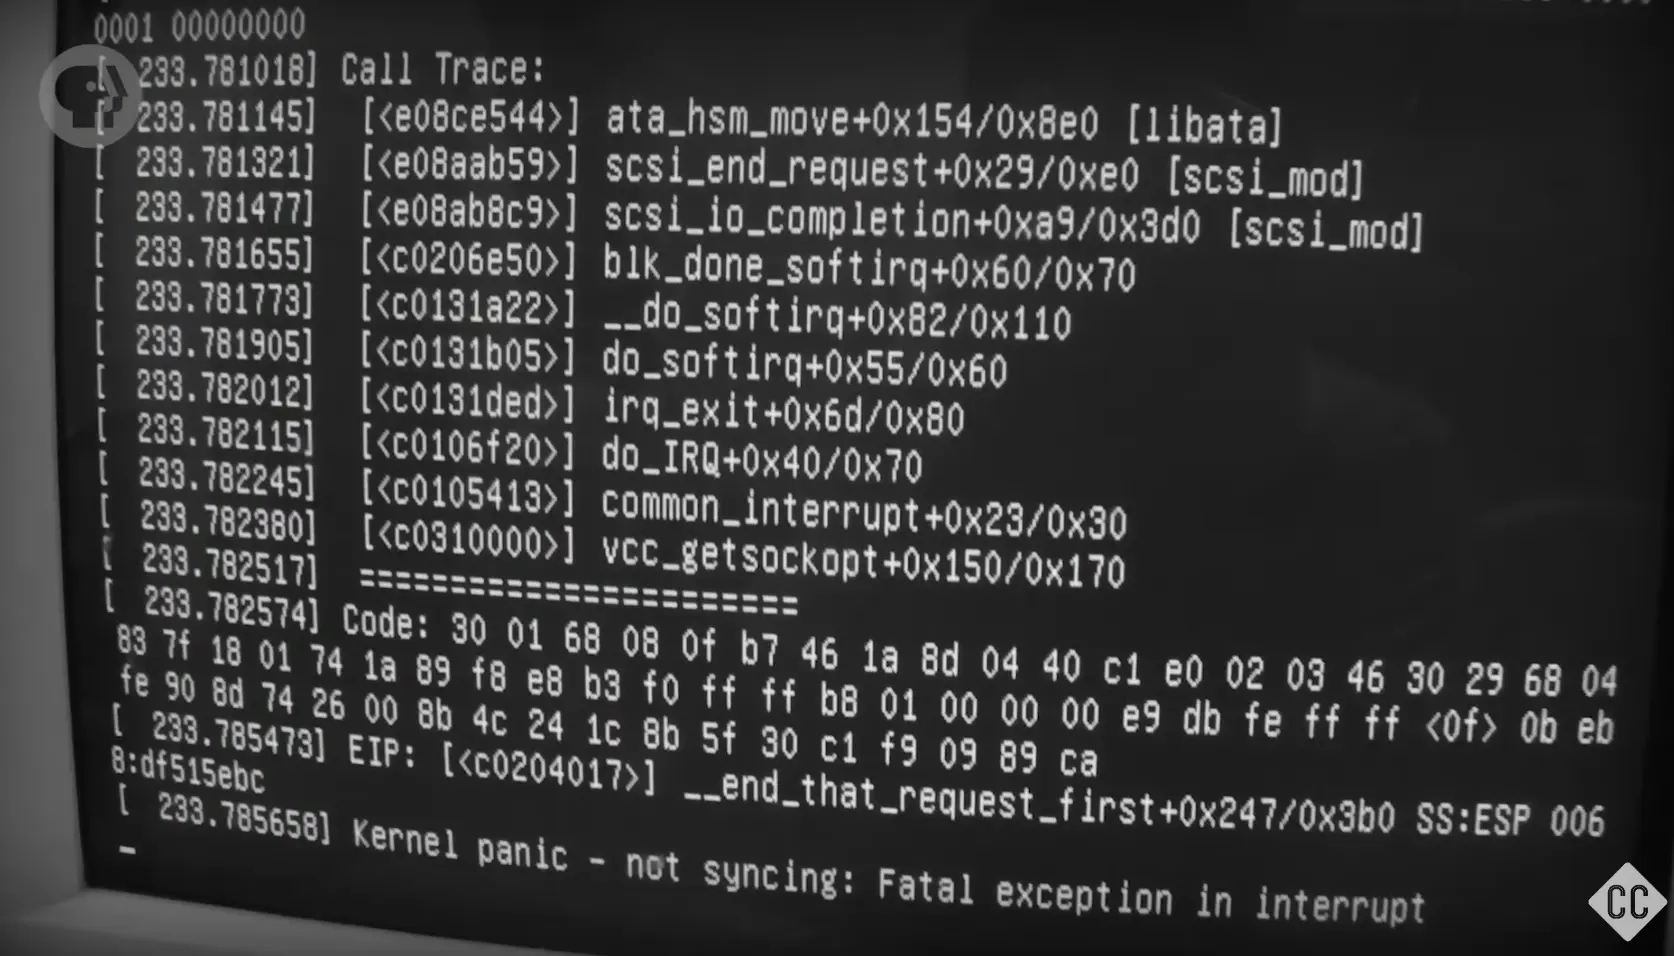 0001 00000000
[ 233.781018] Call Trace:
[ 233.781145] [<e08ce544>] ata_hsm_move+0x154/0x8e0 [libata]
[ 233.781321] [<e08aab59>] scsi_end_request+0x29/0xe0 [scsi_mod]
[ 233.781477] [<e08ab8c9>] scsi_io_completion+0xa9/0x3d0 [scsi_mod]
[ 233.781655] [<c0206e50>] blk_done_softirq+0x60/0x70
[ 233.781773] [<c0131a22>] __do_softirq+0x82/0x110
[ 233.781905] [<c0131b05>] do_softirq+0x55/0x60
[ 233.782012] [<c0131ded>] irq_exit+0x6d/0x80
[ 233.782115] [<c0106f20>] do_IRQ+0x40/0x70
[ 233.782245] [<c0105413>] common_interrupt+0x23/0x30
[ 233.782380] [<c0310000>] vcc_getsockopt+0x150/0x170
[ 233.782517] =======================
[ 233.782574] Code: 30 01 68 08 0f b7 46 1a 8d 04 40 c1 e0 02 03 46 30 29 68 04
83 7f 18 01 74 1a 89 f8 e8 b3 f0 ff ff b8 01 00 00 00 e9 db fe ff ff <0f> 0b eb
fe 90 8d 74 26 00 8b 4c 24 1c 8b 5f 30 c1 f9 09 89 ca
[ 233.785473] EIP: [<c0204017>] __end_that_request_first+0x247/0x3b0 SS:ESP 006
8:df515ebc
[ 233.785658] Kernel panic - not syncing: Fatal exception in interrupt
_
CC